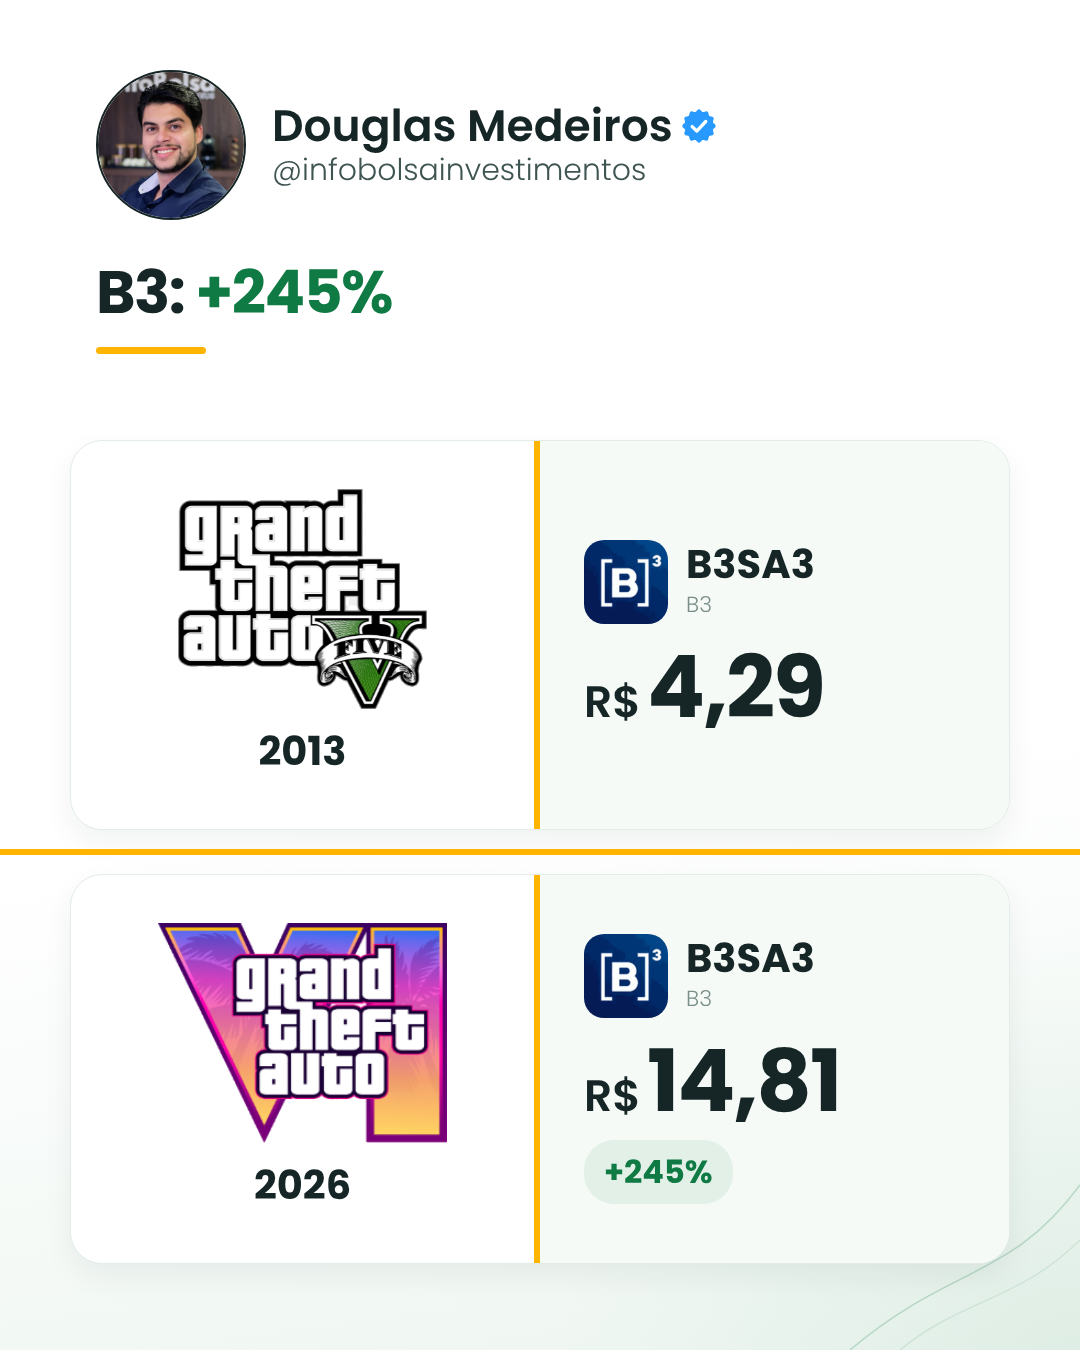 Douglas Medeiros
@infobolsainvestimentos
B3: +245%
grand
theft
auto
V
FIVE
2013
[B]³
B3SA3
B3
R$ 4,29
VI
grand
theft
auto
2026
[B]³
B3SA3
B3
R$ 14,81
+245%